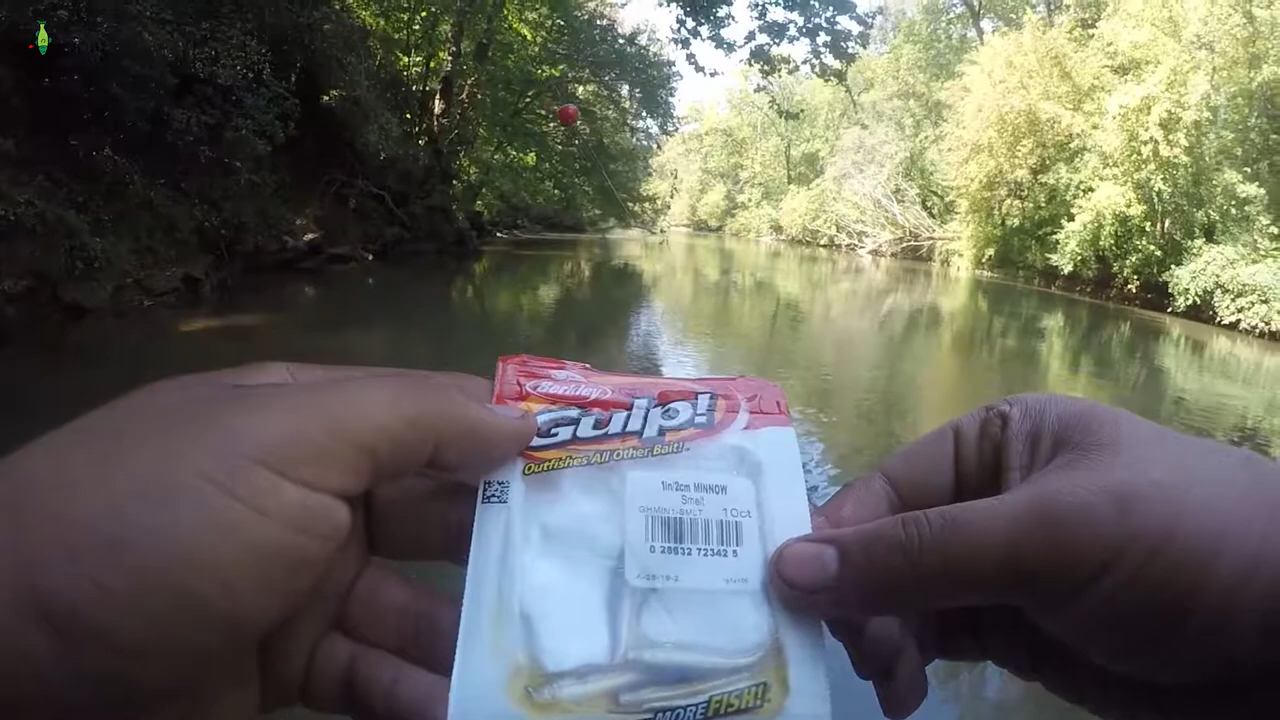 Berkley
Gulp!
Outfishes All Other Bait!
1in/2cm MINNOW
Smelt
GHMIN1-SMLT 10ct
0 28632 72342 5
MORE FISH!